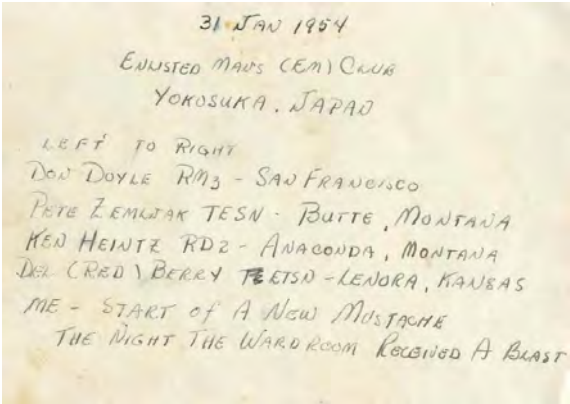 31 JAN 1954
ENLISTED MAN'S (EM) CLUB
YOKOSUKA, JAPAN
LEFT TO RIGHT
DON DOYLE RM3 - SAN FRANCISCO
PETE ZEMLJAK TESN - BUTTE, MONTANA
KEN HEINTZ RD2 - ANACONDA, MONTANA
DEL (RED) BERRY ETSN - LENORA, KANSAS
ME - START OF A NEW MUSTACHE
THE NIGHT THE WARDROOM RECEIVED A BLAST